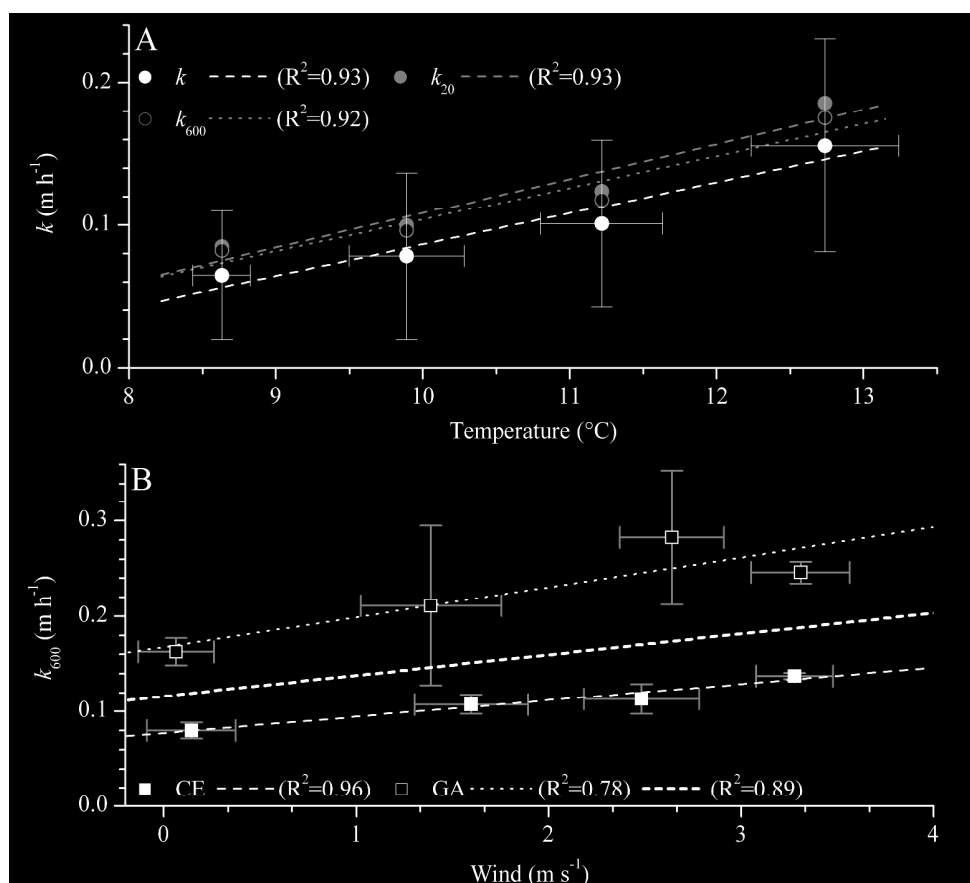 A
k (R²=0.93) k₂₀ (R²=0.93)
k₆₀₀ (R²=0.92)
k (m h⁻¹)
0.2
0.1
0.0
8 9 10 11 12 13
Temperature (°C)
B
k₆₀₀ (m h⁻¹)
0.3
0.2
0.1
0.0
CE (R²=0.96) GA (R²=0.78) (R²=0.89)
0 1 2 3 4
Wind (m s⁻¹)